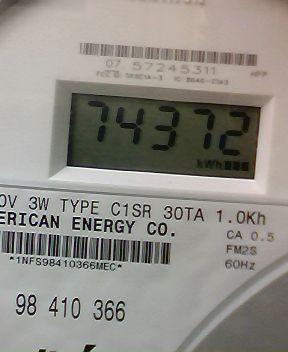 07 57245311
74372
kWh
0V 3W TYPE C1SR 30TA 1.0Kh
ERICAN ENERGY CO.
CA 0.5
FM2S
60Hz
*1NFS98410366MEC*
98 410 366